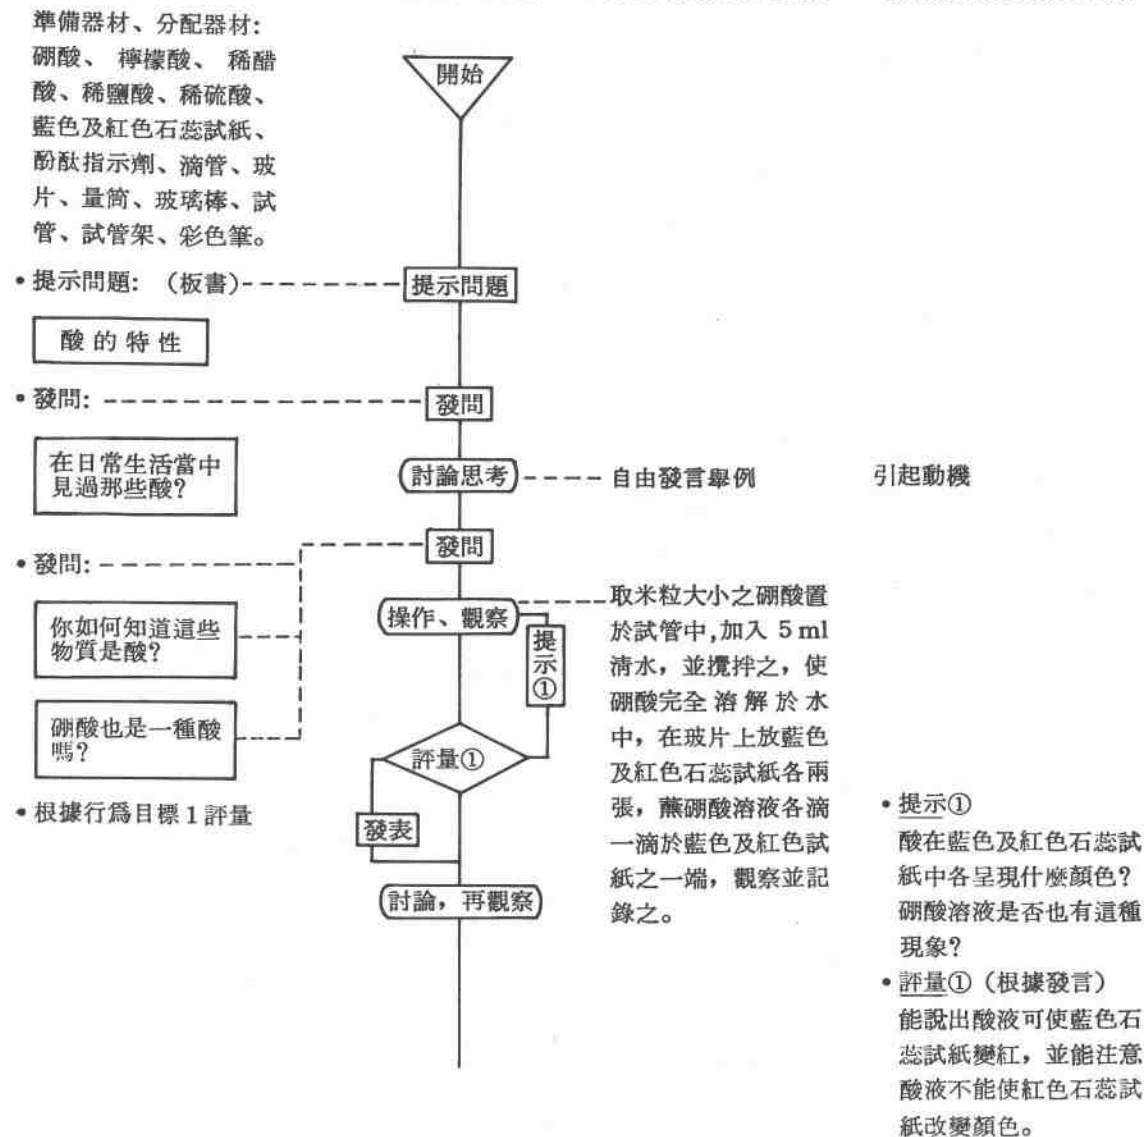 準備器材、分配器材:
硼酸、檸檬酸、稀醋
酸、稀鹽酸、稀硫酸、
藍色及紅色石蕊試紙、
酚酞指示劑、滴管、玻
片、量筒、玻璃棒、試
管、試管架、彩色筆。
開始
• 提示問題: (板書)
提示問題
酸的特性
• 發問:
發問
在日常生活當中
見過那些酸?
討論思考
自由發言舉例
引起動機
• 發問:
發問
你如何知道這些
物質是酸?
硼酸也是一種酸
嗎?
操作、觀察
提示①
取米粒大小之硼酸置
於試管中,加入 5 ml
清水，並攪拌之，使
硼酸完全溶解於水
中，在玻片上放藍色
及紅色石蕊試紙各兩
張，蘸硼酸溶液各滴
一滴於藍色及紅色試
紙之一端，觀察並記
錄之。
評量①
• 根據行爲目標1評量
發表
討論，再觀察
• 提示①
酸在藍色及紅色石蕊試
紙中各呈現什麼顏色?
硼酸溶液是否也有這種
現象?
• 評量① (根據發言)
能說出酸液可使藍色石
蕊試紙變紅，並能注意
酸液不能使紅色石蕊試
紙改變顏色。